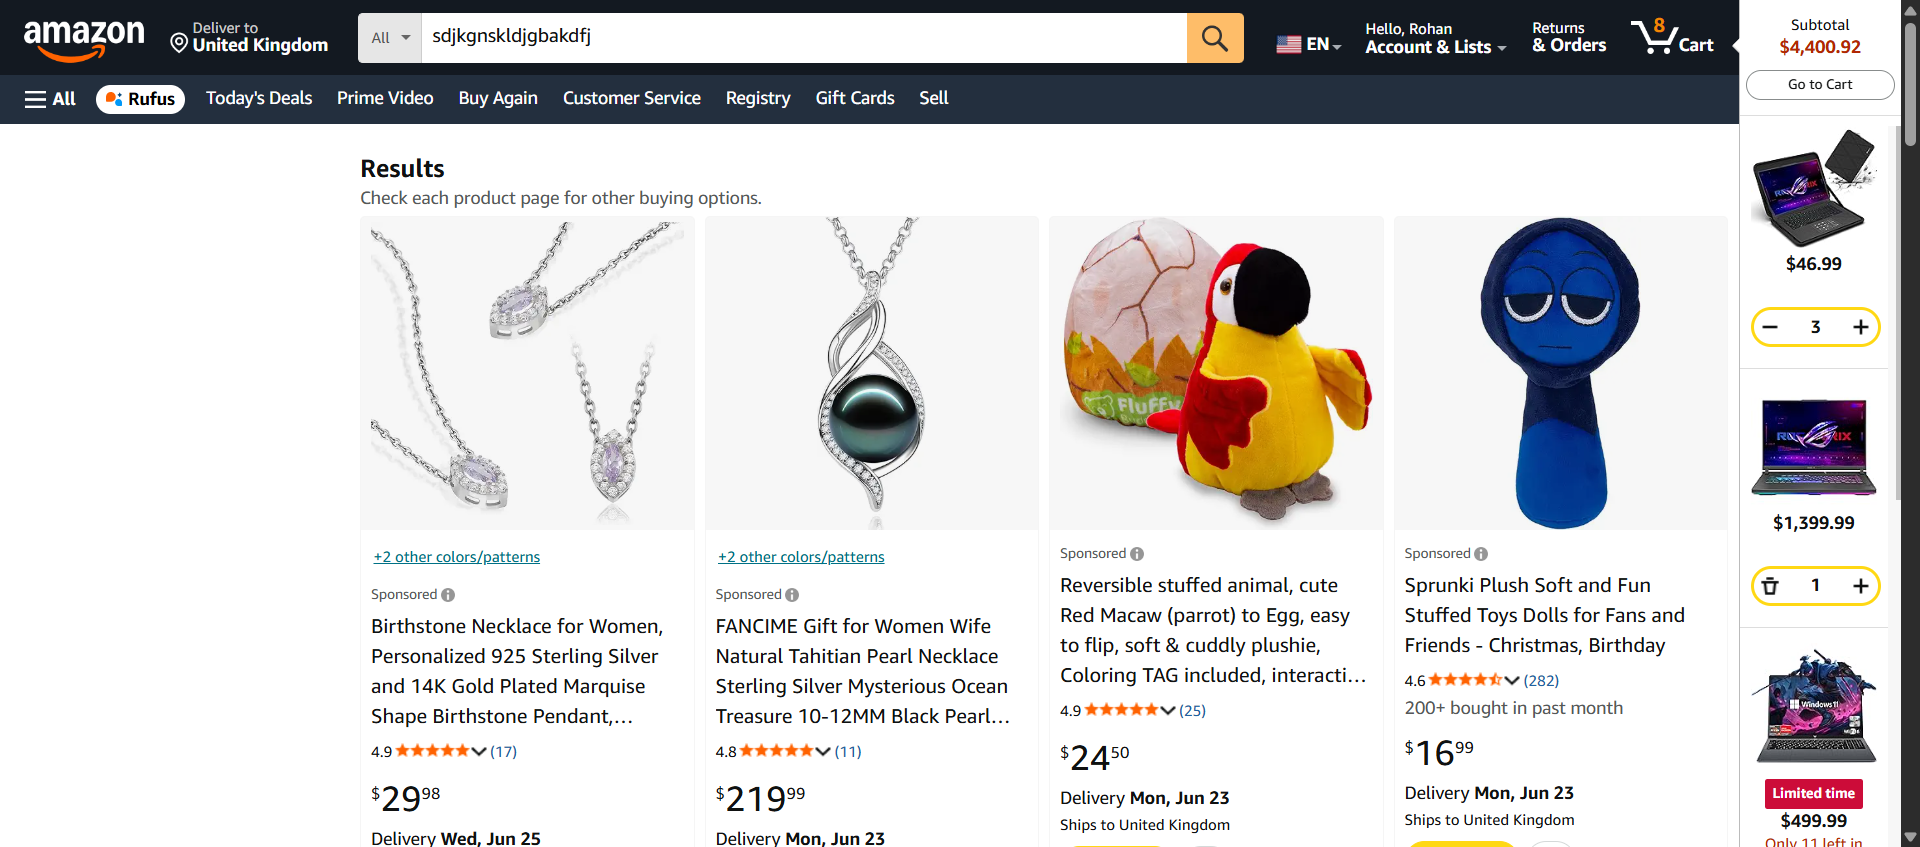 amazon
Deliver to
United Kingdom
All
sdjkgnskldjgbakdfj
EN
Hello, Rohan
Account & Lists
Returns
& Orders
8
Cart
Subtotal
$4,400.92
Go to Cart
All
Rufus
Today's Deals
Prime Video
Buy Again
Customer Service
Registry
Gift Cards
Sell
Results
Check each product page for other buying options.
+2 other colors/patterns
Sponsored
Birthstone Necklace for Women,
Personalized 925 Sterling Silver
and 14K Gold Plated Marquise
Shape Birthstone Pendant,...
4.9
(17)
$29.98
Delivery Wed, Jun 25
+2 other colors/patterns
Sponsored
FANCIME Gift for Women Wife
Natural Tahitian Pearl Necklace
Sterling Silver Mysterious Ocean
Treasure 10-12MM Black Pearl...
4.8
(11)
$219.99
Delivery Mon, Jun 23
Fluffy
Sponsored
Reversible stuffed animal, cute
Red Macaw (parrot) to Egg, easy
to flip, soft & cuddly plushie,
Coloring TAG included, interacti...
4.9
(25)
$24.50
Delivery Mon, Jun 23
Ships to United Kingdom
Sponsored
Sprunki Plush Soft and Fun
Stuffed Toys Dolls for Fans and
Friends - Christmas, Birthday
4.6
(282)
200+ bought in past month
$16.99
Delivery Mon, Jun 23
Ships to United Kingdom
$46.99
3
$1,399.99
1
Windows 11
Limited time
$499.99
Only 11 left in